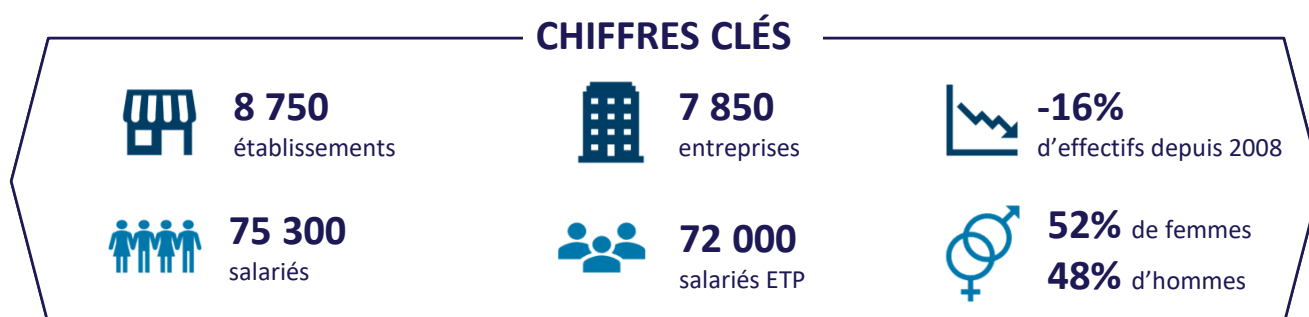 CHIFFRES CLÉS
8 750
établissements
7 850
entreprises
-16%
d’effectifs depuis 2008
75 300
salariés
72 000
salariés ETP
52% de femmes
48% d’hommes